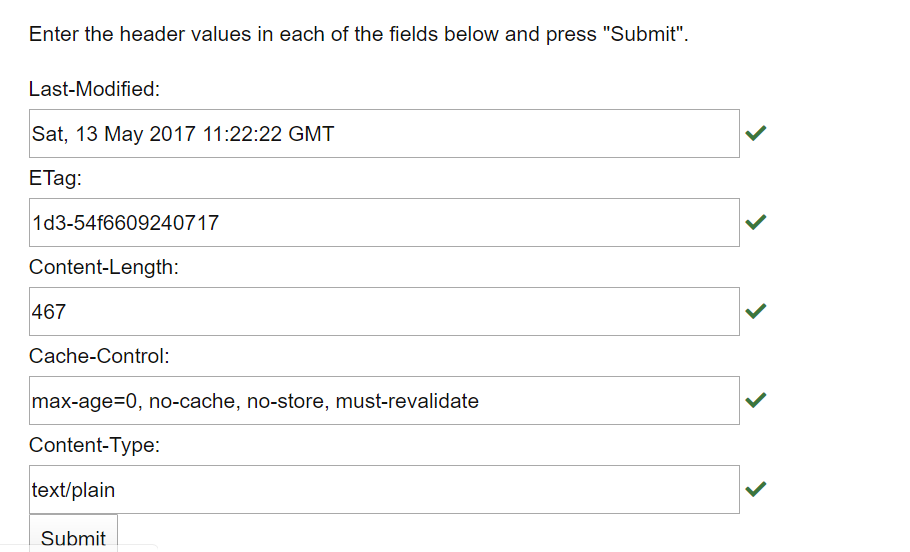 Enter the header values in each of the fields below and press "Submit".
Last-Modified:
Sat, 13 May 2017 11:22:22 GMT
ETag:
1d3-54f6609240717
Content-Length:
467
Cache-Control:
max-age=0, no-cache, no-store, must-revalidate
Content-Type:
text/plain
Submit